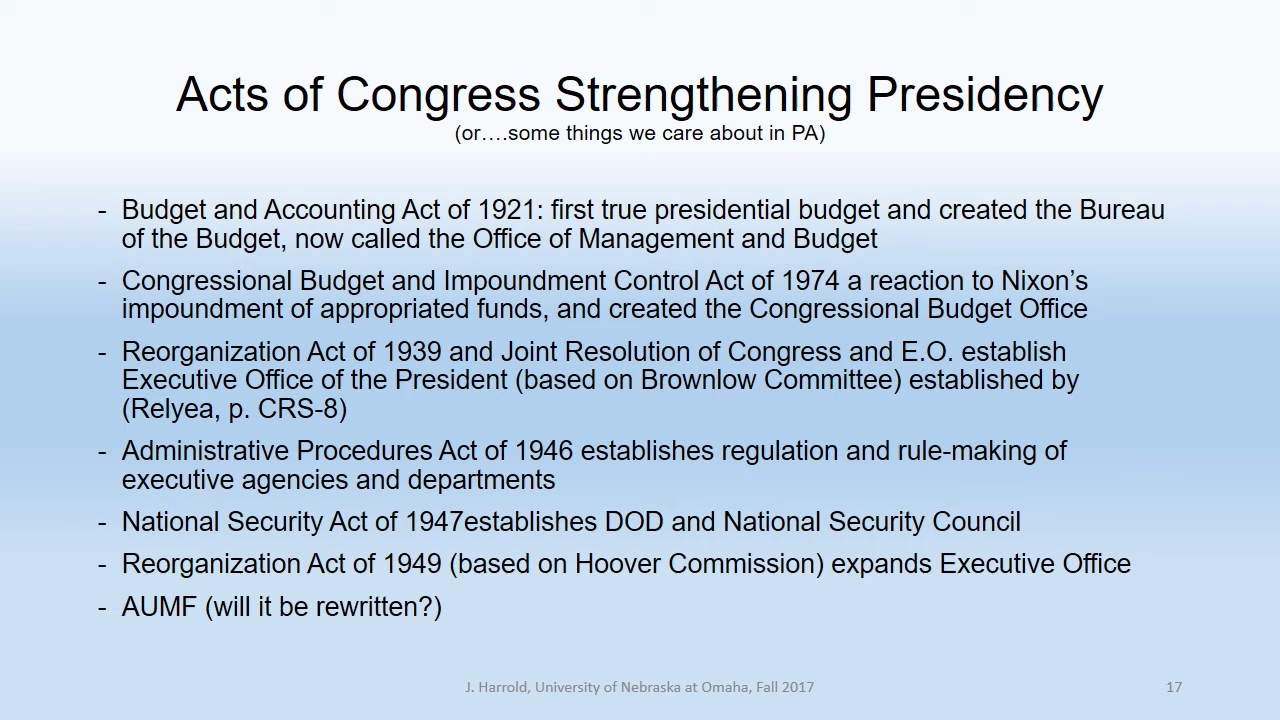 Acts of Congress Strengthening Presidency
(or….some things we care about in PA)
- Budget and Accounting Act of 1921: first true presidential budget and created the Bureau
of the Budget, now called the Office of Management and Budget
- Congressional Budget and Impoundment Control Act of 1974 a reaction to Nixon’s
impoundment of appropriated funds, and created the Congressional Budget Office
- Reorganization Act of 1939 and Joint Resolution of Congress and E.O. establish
Executive Office of the President (based on Brownlow Committee) established by
(Relyea, p. CRS-8)
- Administrative Procedures Act of 1946 establishes regulation and rule-making of
executive agencies and departments
- National Security Act of 1947establishes DOD and National Security Council
- Reorganization Act of 1949 (based on Hoover Commission) expands Executive Office
- AUMF (will it be rewritten?)
J. Harrold, University of Nebraska at Omaha, Fall 2017
17